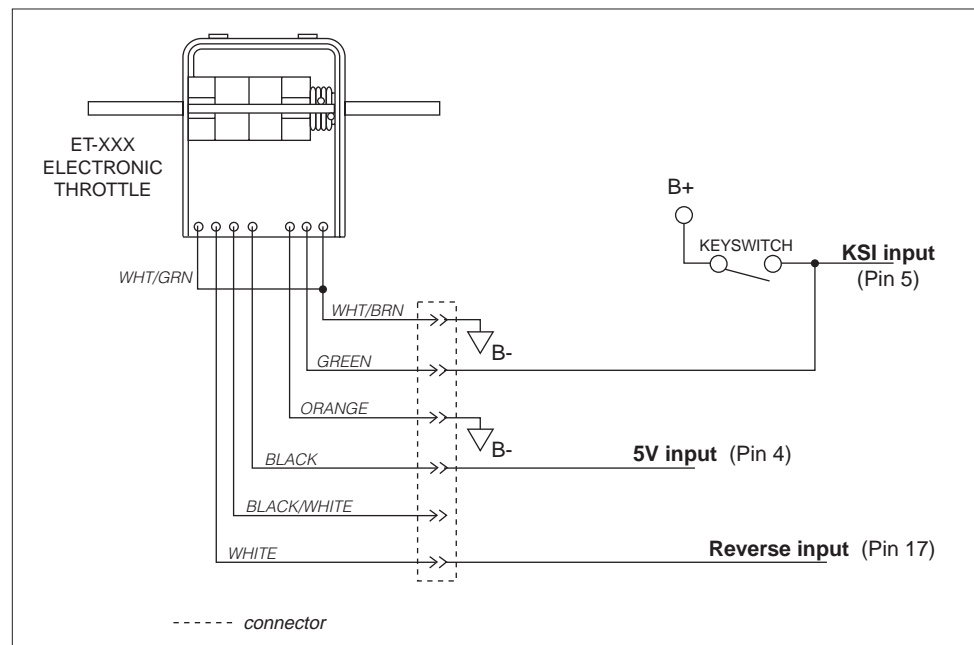 ET-XXX
ELECTRONIC
THROTTLE
B+
KEYSWITCH
KSI input
(Pin 5)
WHT/GRN
WHT/BRN
B-
GREEN
ORANGE
B-
BLACK
5V input (Pin 4)
BLACK/WHITE
WHITE
Reverse input (Pin 17)
connector